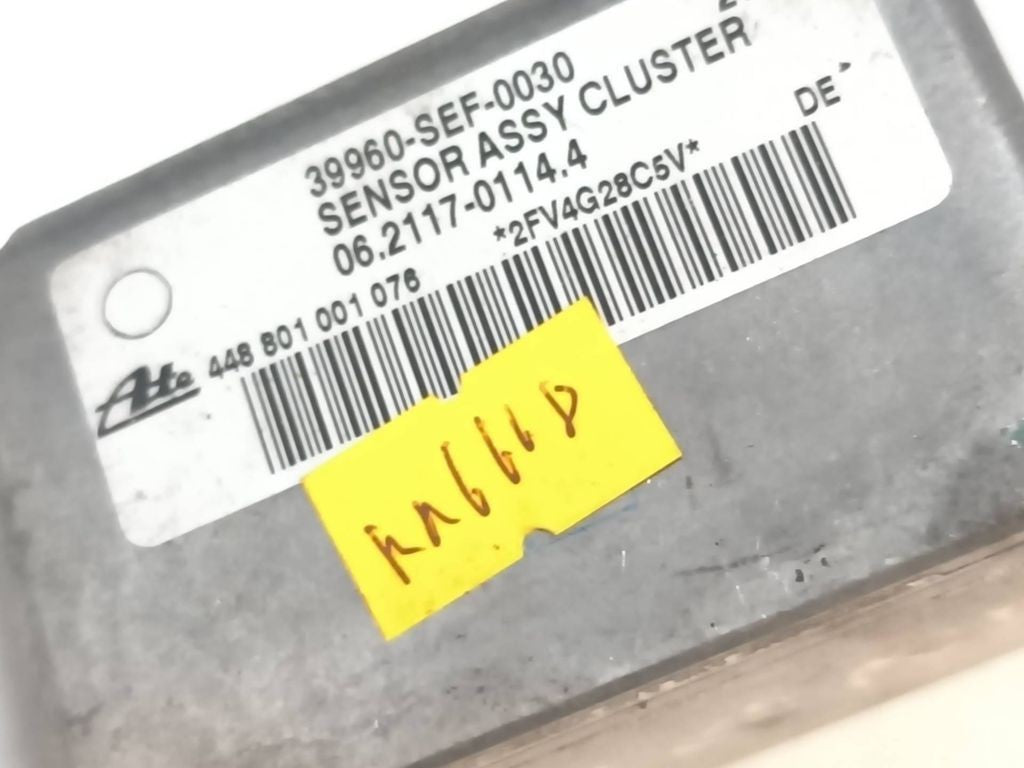 39960-SEF-0030
SENSOR ASSY CLUSTER
06.2117-0114.4
*2FV4G28C5V*
DE
Ate
448 801 001 076